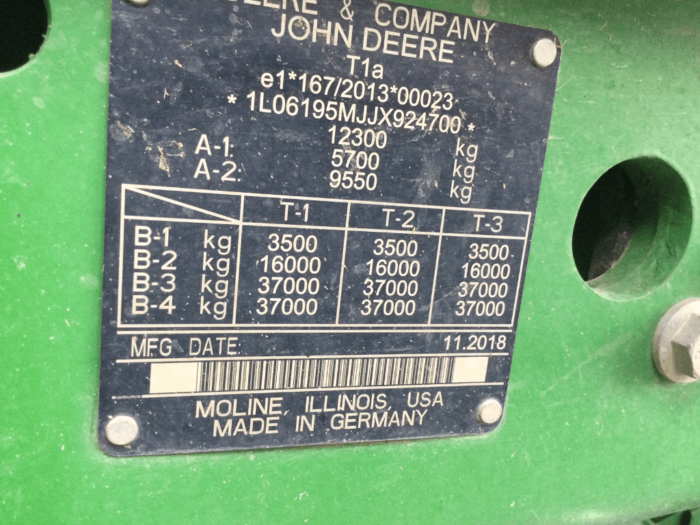 DEERE & COMPANY
JOHN DEERE
T1a
e1*167/2013*00023
* 1L06195MJJX924700 *
12300 kg
A-1: 5700 kg
A-2: 9550 kg
T-1 T-2 T-3
B-1 kg 3500 3500 3500
B-2 kg 16000 16000 16000
B-3 kg 37000 37000 37000
B-4 kg 37000 37000 37000
MFG DATE: 11.2018
MOLINE, ILLINOIS, USA
MADE IN GERMANY